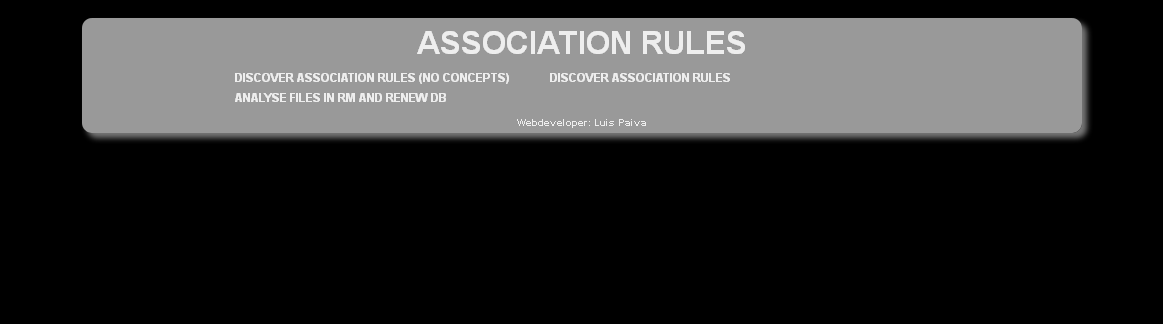 ASSOCIATION RULES
DISCOVER ASSOCIATION RULES (NO CONCEPTS) DISCOVER ASSOCIATION RULES
ANALYSE FILES IN RM AND RENEW DB
Webdeveloper: Luis Paiva